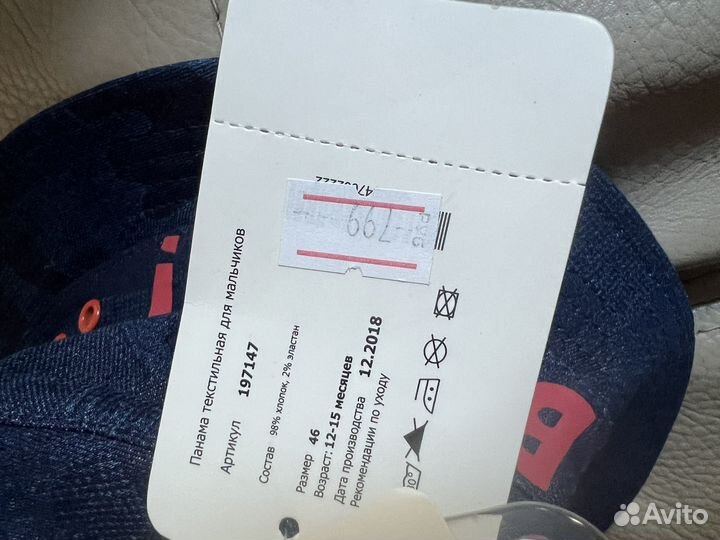 Панама текстильная для мальчиков
Артикул 197147
Состав 98% хлопок, 2% эластан
Размер 46
Возраст: 12-15 месяцев
Дата производства 12.2018
Рекомендации по уходу
799
B
Avito